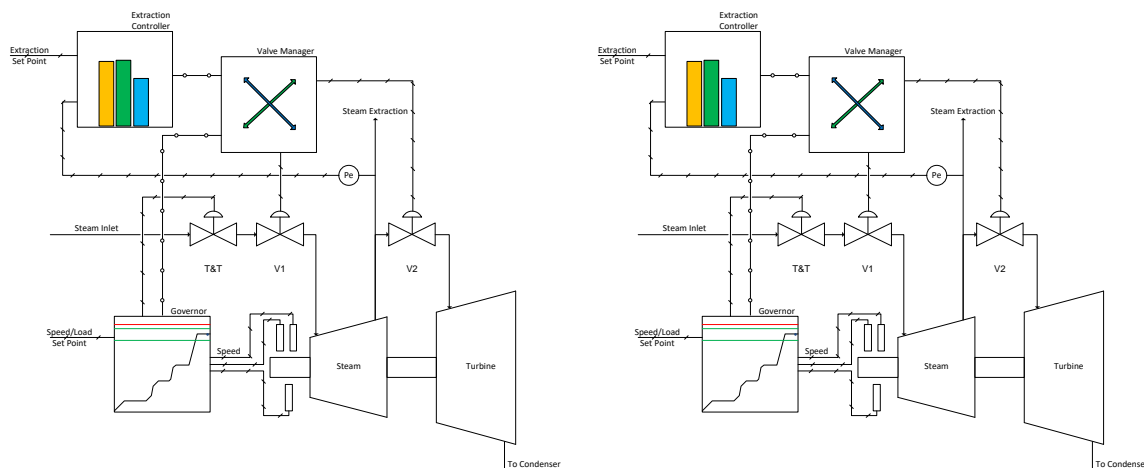 Extraction
Controller
Extraction
Set Point
Valve Manager
Steam Extraction
Pe
Steam Inlet
T&T
V1
V2
Governor
Speed/Load
Set Point
Speed
Steam
Turbine
To Condenser
Extraction
Controller
Extraction
Set Point
Valve Manager
Steam Extraction
Pe
Steam Inlet
T&T
V1
V2
Governor
Speed/Load
Set Point
Speed
Steam
Turbine
To Condenser